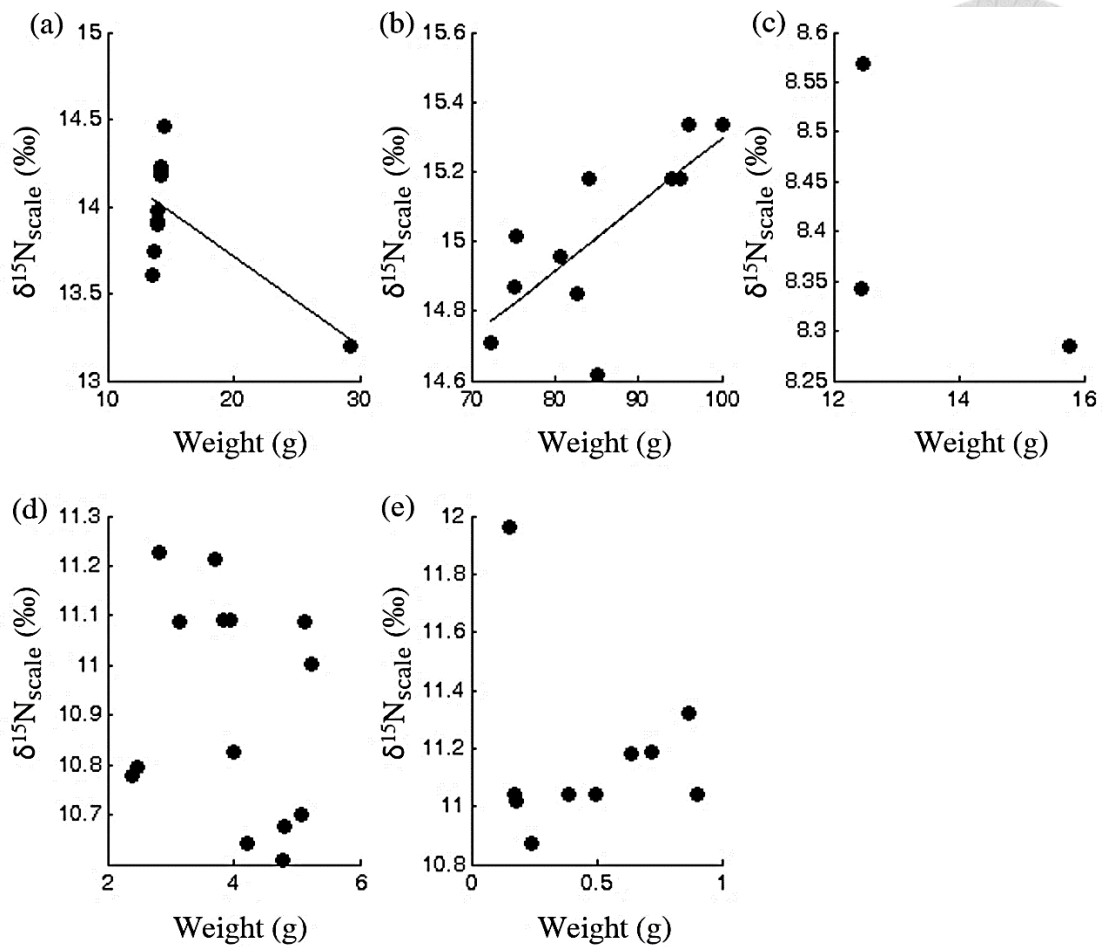 (a)
15
14.5
14
13.5
13
δ¹⁵Nscale (‰)
10 20 30
Weight (g)
(b)
15.6
15.4
15.2
15
14.8
14.6
δ¹⁵Nscale (‰)
70 80 90 100
Weight (g)
(c)
8.6
8.55
8.5
8.45
8.4
8.35
8.3
8.25
δ¹⁵Nscale (‰)
12 14 16
Weight (g)
(d)
11.3
11.2
11.1
11
10.9
10.8
10.7
δ¹⁵Nscale (‰)
2 4 6
Weight (g)
(e)
12
11.8
11.6
11.4
11.2
11
10.8
δ¹⁵Nscale (‰)
0 0.5 1
Weight (g)